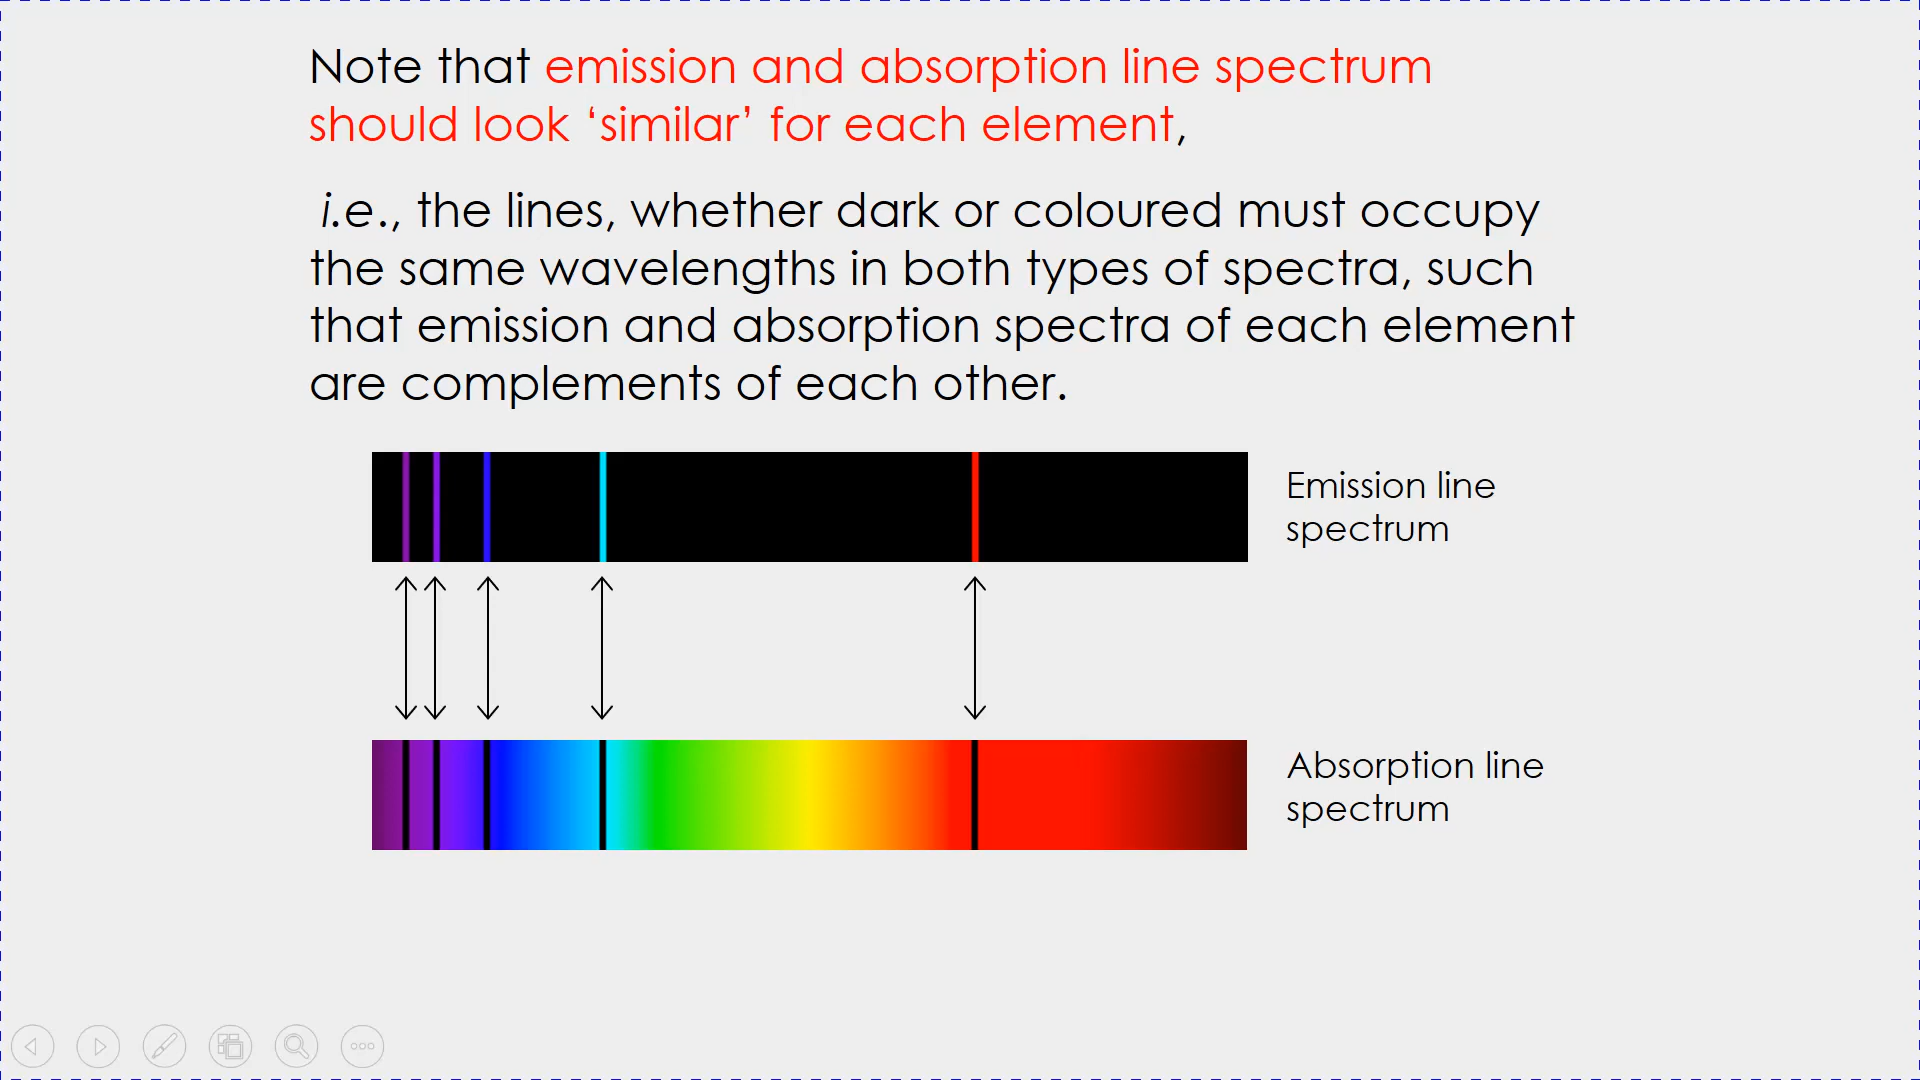 Note that emission and absorption line spectrum
should look ‘similar’ for each element,
i.e., the lines, whether dark or coloured must occupy
the same wavelengths in both types of spectra, such
that emission and absorption spectra of each element
are complements of each other.
Emission line
spectrum
Absorption line
spectrum